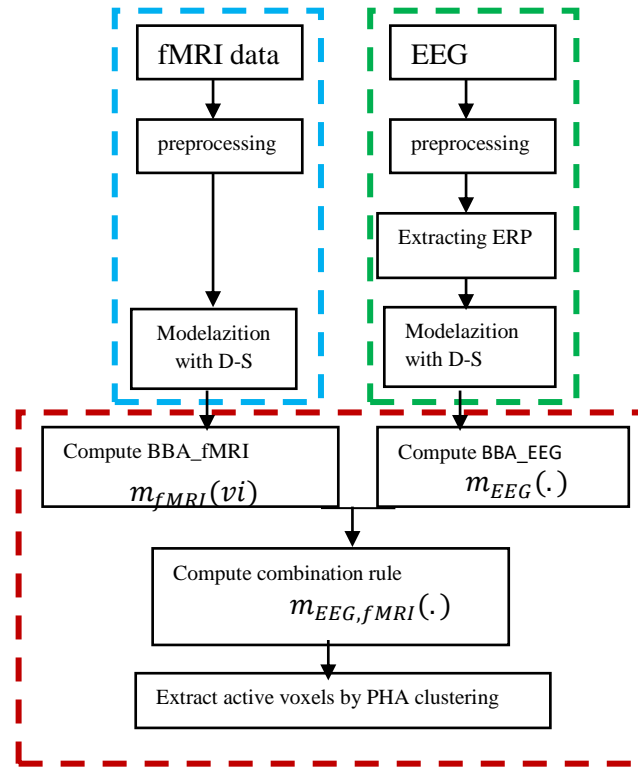 fMRI data
EEG
preprocessing
preprocessing
Extracting ERP
Modelazition
with D-S
Modelazition
with D-S
Compute BBA_fMRI
m_{fMRI}(vi)
Compute BBA_EEG
m_{EEG}(.)
Compute combination rule
m_{EEG,fMRI}(.)
Extract active voxels by PHA clustering